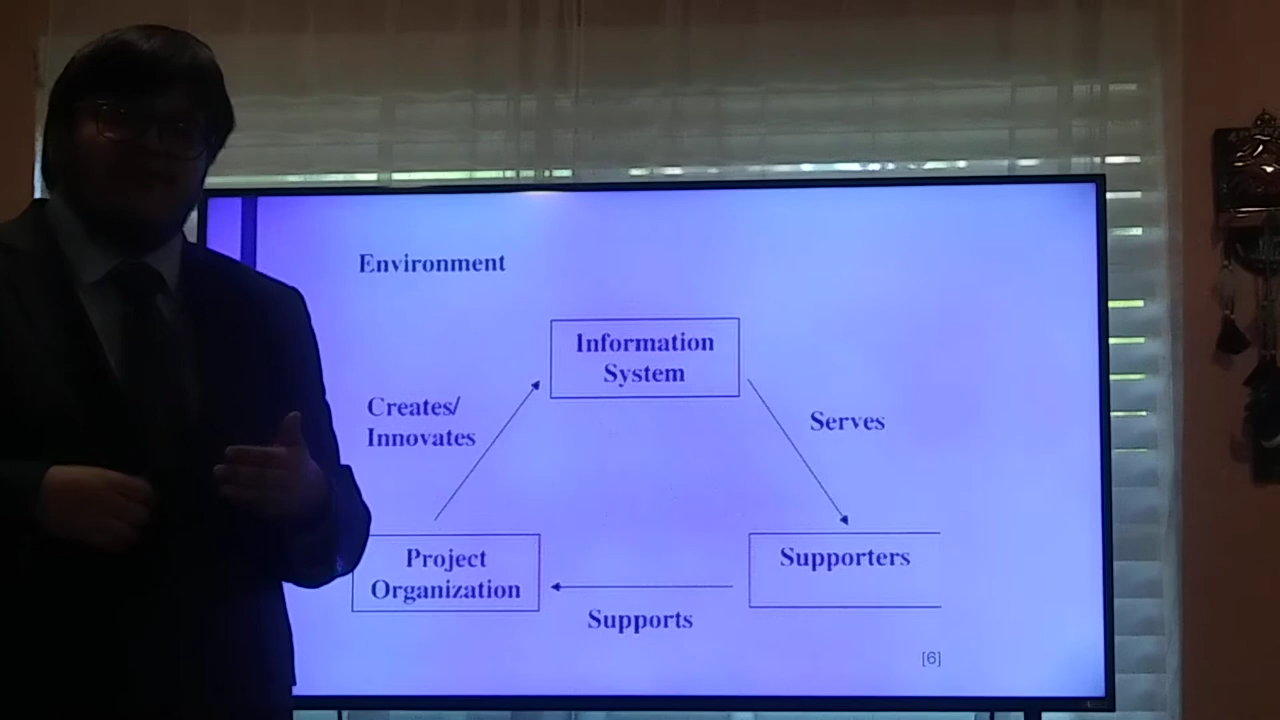 Environment
Information
System
Creates/
Innovates
Serves
Project
Organization
Supporters
Supports
[6]